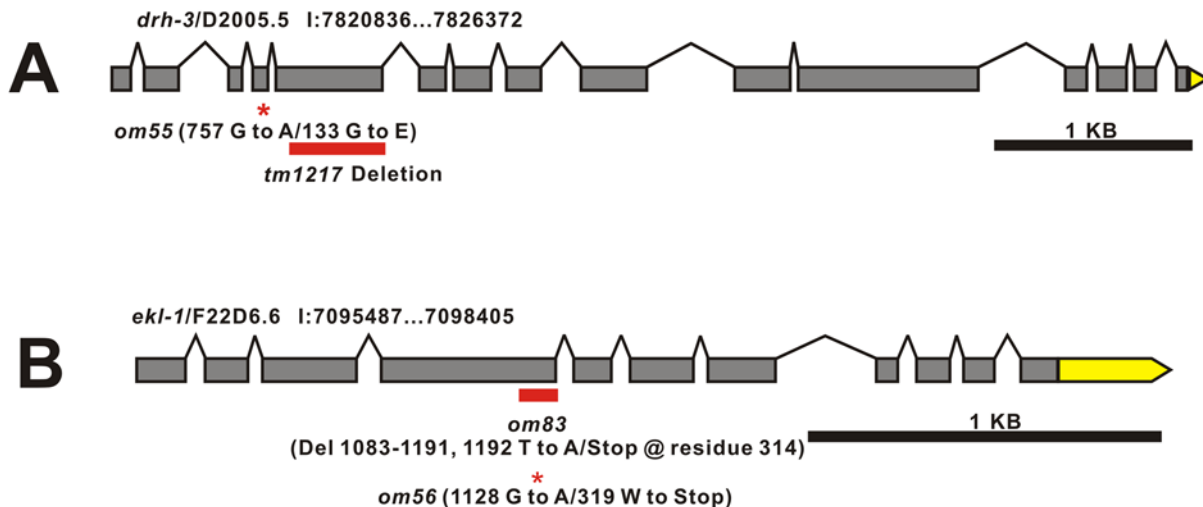 drh-3/D2005.5 I:7820836...7826372
A
*
om55 (757 G to A/133 G to E)
1 KB
tm1217 Deletion
ekl-1/F22D6.6 I:7095487...7098405
B
om83
1 KB
(Del 1083-1191, 1192 T to A/Stop @ residue 314)
*
om56 (1128 G to A/319 W to Stop)